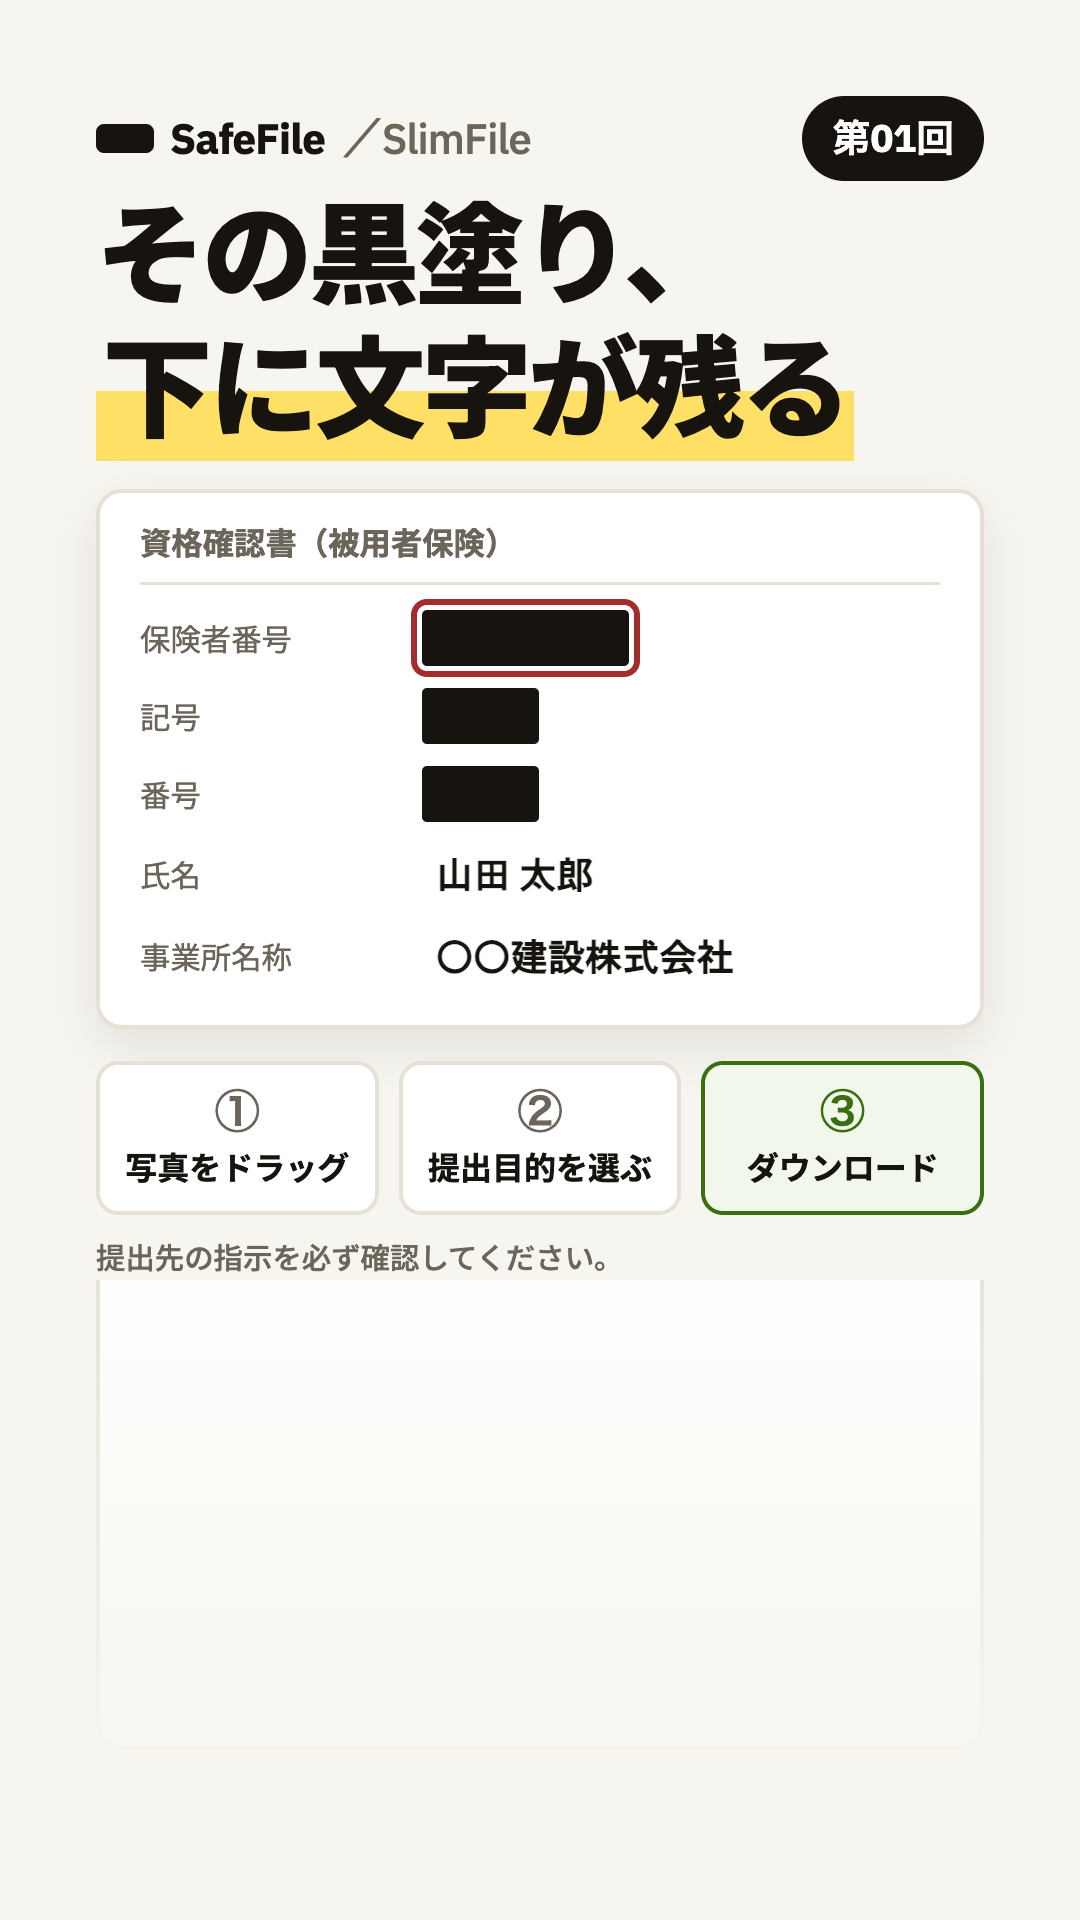 SafeFile ／SlimFile
第01回
その黒塗り、
下に文字が残る
資格確認書（被用者保険）
保険者番号
記号
番号
氏名 山田 太郎
事業所名称 〇〇建設株式会社
① ② ③
写真をドラッグ 提出目的を選ぶ ダウンロード
提出先の指示を必ず確認してください。